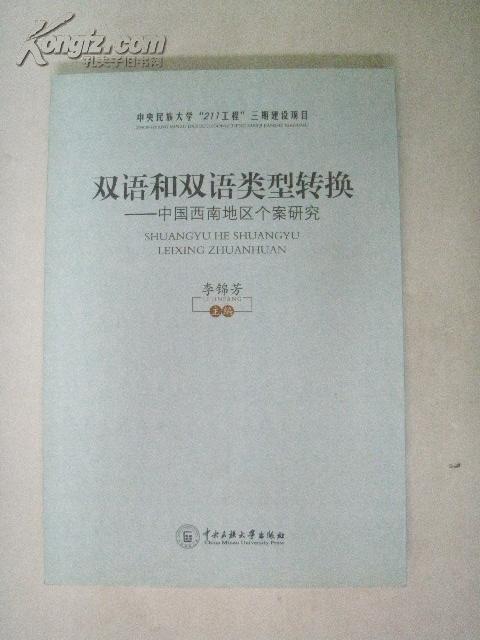 Kongfz.com
孔夫子旧书网
中央民族大学“211工程”三期建设项目
双语和双语类型转换
——中国西南地区个案研究
SHUANGYU HE SHUANGYU
LEIXING ZHUANHUAN
李锦芳
LI JINFANG
主编
中央民族大学出版社
China Minzu University Press